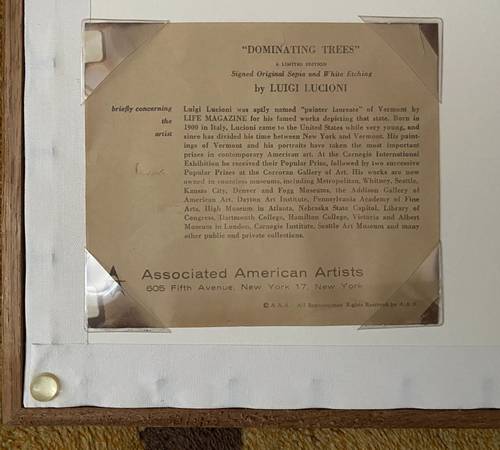 "DOMINATING TREES"
A LIMITED EDITION
Signed Original Sepia and White Etching
by LUIGI LUCIONI
briefly concerning
the
artist
Luigi Lucioni was aptly named "painter laureate" of Vermont by
LIFE MAGAZINE for his famed works depicting that state. Born in
1900 in Italy, Lucioni came to the United States while very young, and
since has divided his time between New York and Vermont. His paint-
ings of Vermont and his portraits have taken the most important
prizes in contemporary American art. At the Carnegie International
Exhibition he received their Popular Prize, followed by two successive
Popular Prizes at the Corcoran Gallery of Art. His works are now
owned in countless museums, including Metropolitan, Whitney, Seattle,
Kansas City, Denver and Fogg Museums, the Addison Gallery of
American Art, Dayton Art Institute, Pennsylvania Academy of Fine
Arts, High Museum in Atlanta, Nebraska State Capitol, Library of
Congress, Dartmouth College, Hamilton College, Victoria and Albert
Museum in London, Carnegie Institute, Seattle Art Museum and many
other public and private collections.
Associated American Artists
605 Fifth Avenue, New York 17, New York
© A.A.A. All Reproduction Rights Reserved by A.A.A.